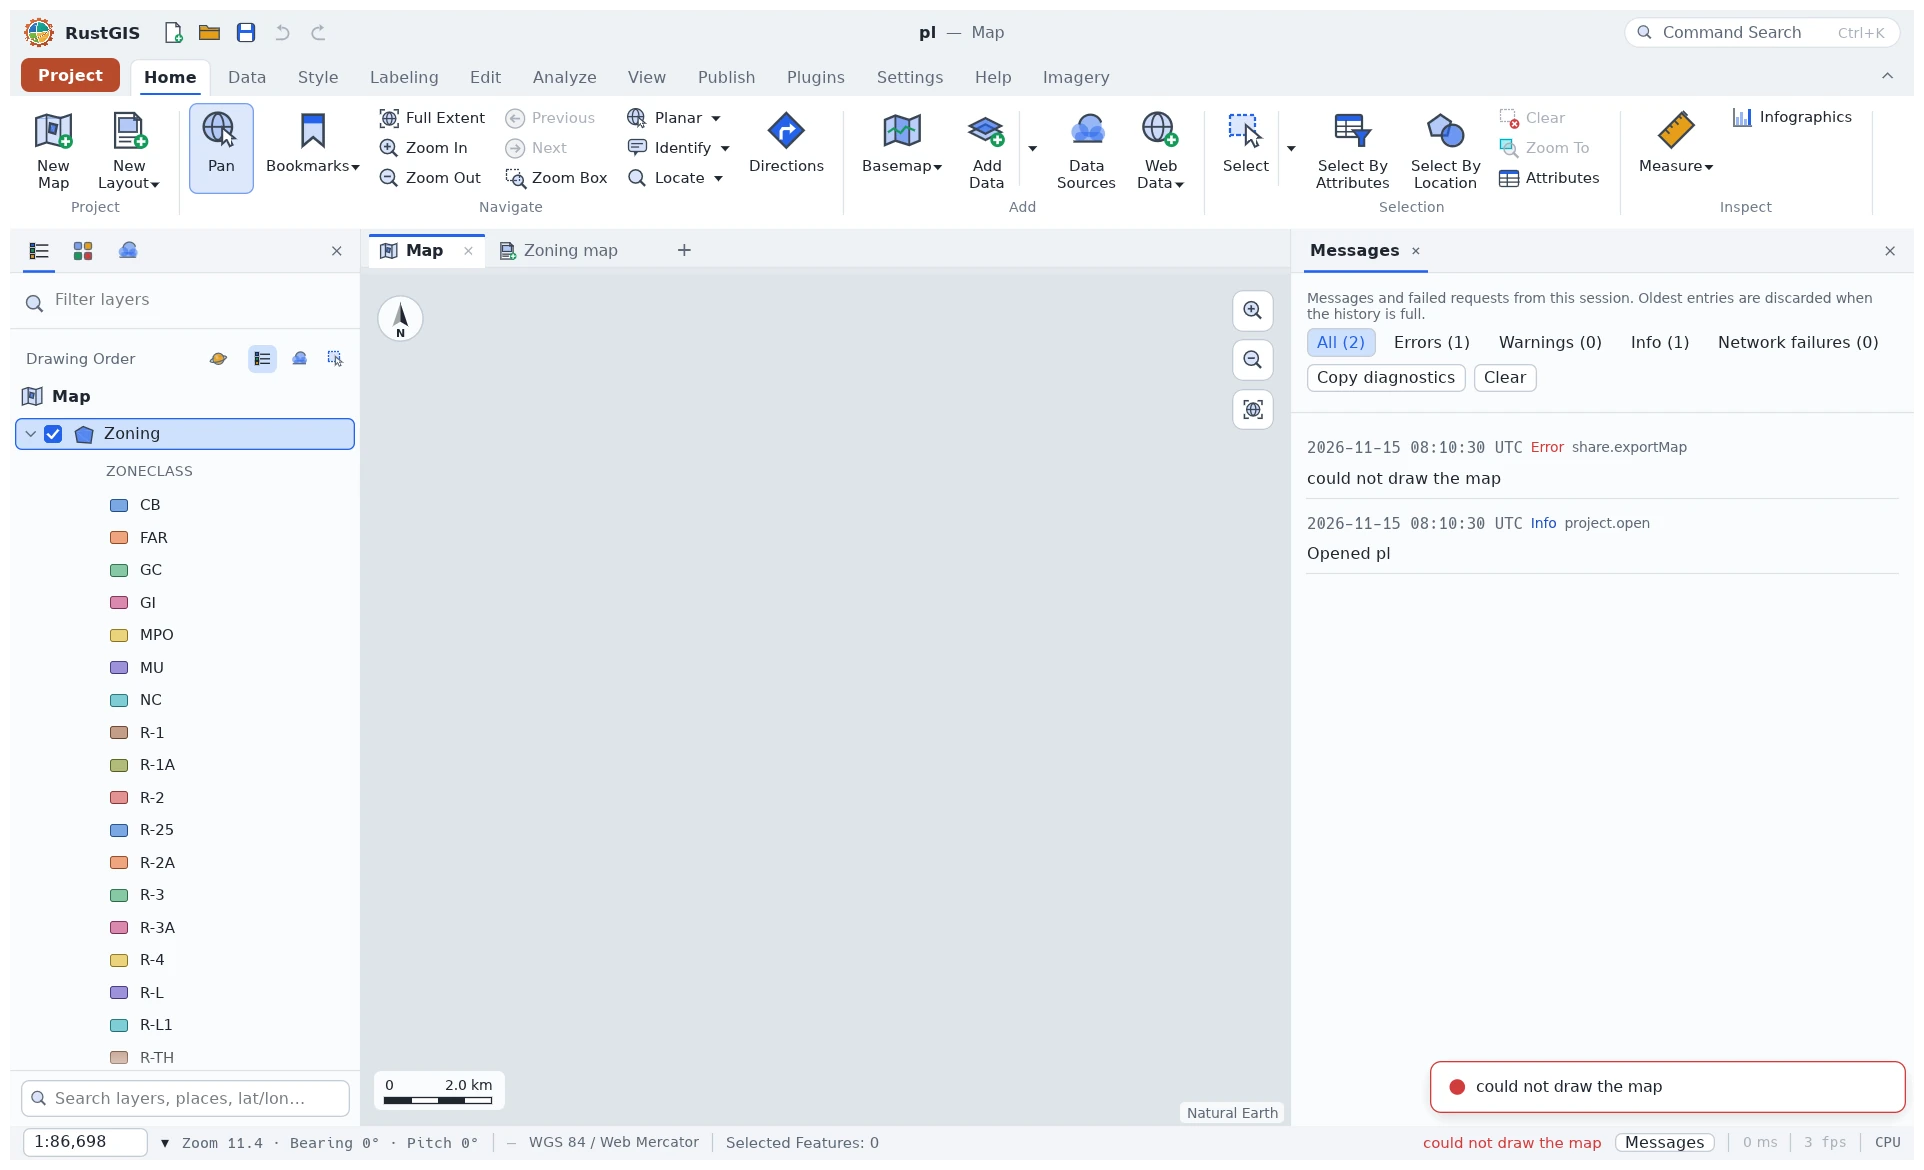 RustGIS
pl — Map
Command Search Ctrl+K
Project Home Data Style Labeling Edit Analyze View Publish Plugins Settings Help Imagery
New Map
New Layout
Project
Pan
Bookmarks
Full Extent
Zoom In
Zoom Out
Previous
Next
Zoom Box
Planar
Identify
Locate
Directions
Navigate
Basemap
Add Data
Data Sources
Web Data
Add
Select
Select By Attributes
Select By Location
Clear
Zoom To
Attributes
Selection
Measure
Infographics
Inspect
Filter layers
Drawing Order
Map
Zoning
ZONECLASS
CB
FAR
GC
GI
MPO
MU
NC
R-1
R-1A
R-2
R-25
R-2A
R-3
R-3A
R-4
R-L
R-L1
R-TH
Search layers, places, lat/lon...
Map
Zoning map
N
0 2.0 km
Natural Earth
Messages
Messages and failed requests from this session. Oldest entries are discarded when
the history is full.
All (2) Errors (1) Warnings (0) Info (1) Network failures (0)
Copy diagnostics Clear
2026-11-15 08:10:30 UTC Error share.exportMap
could not draw the map
2026-11-15 08:10:30 UTC Info project.open
Opened pl
could not draw the map
1:86,698 Zoom 11.4 · Bearing 0° · Pitch 0° — WGS 84 / Web Mercator Selected Features: 0
could not draw the map Messages 0 ms 3 fps CPU